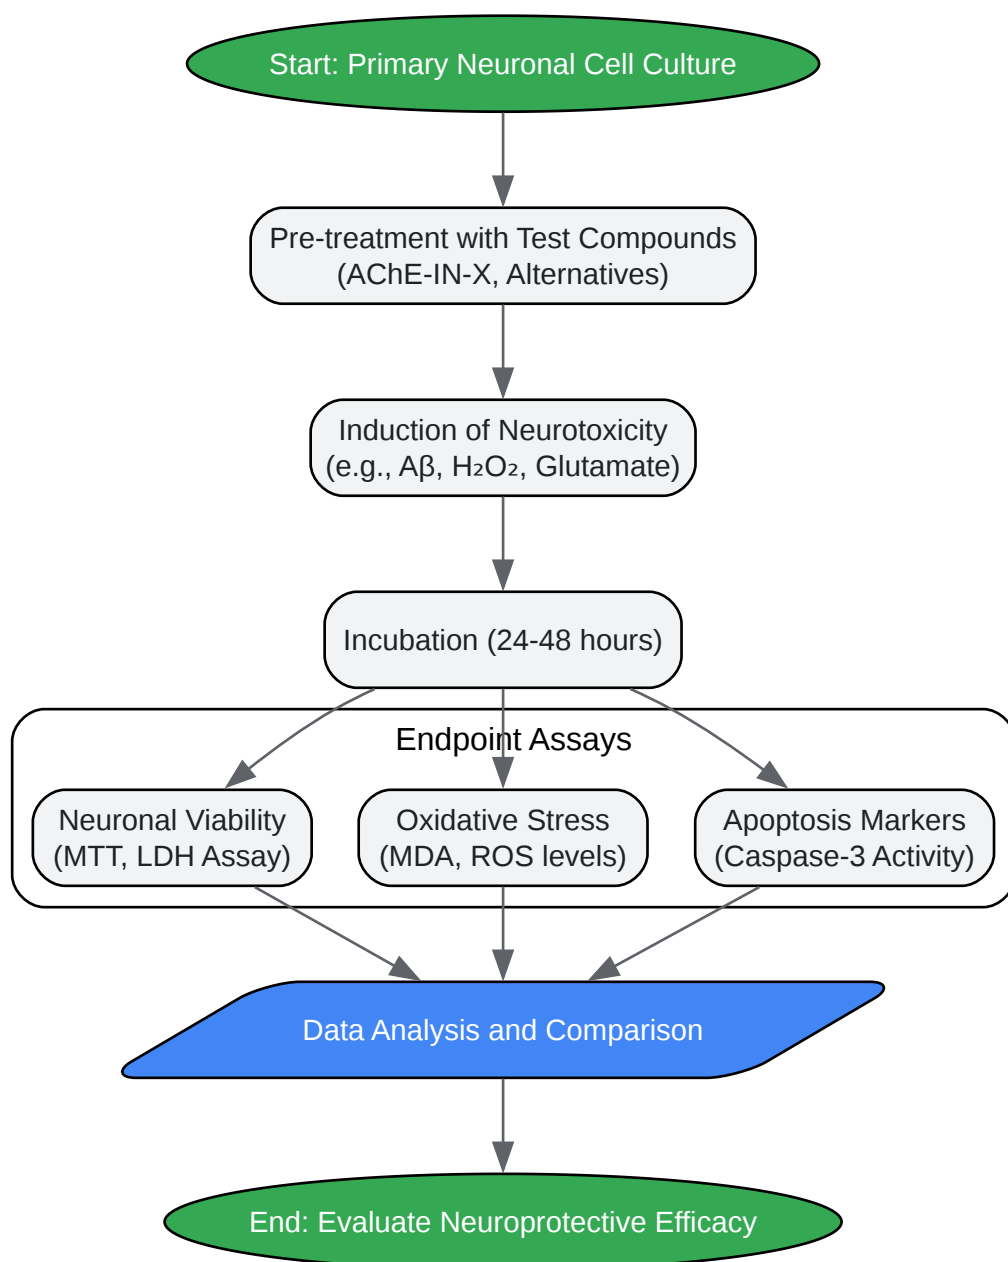 Start: Primary Neuronal Cell Culture
Pre-treatment with Test Compounds
(AChE-IN-X, Alternatives)
Induction of Neurotoxicity
(e.g., Aβ, H₂O₂, Glutamate)
Incubation (24-48 hours)
Endpoint Assays
Neuronal Viability
(MTT, LDH Assay)
Oxidative Stress
(MDA, ROS levels)
Apoptosis Markers
(Caspase-3 Activity)
Data Analysis and Comparison
End: Evaluate Neuroprotective Efficacy